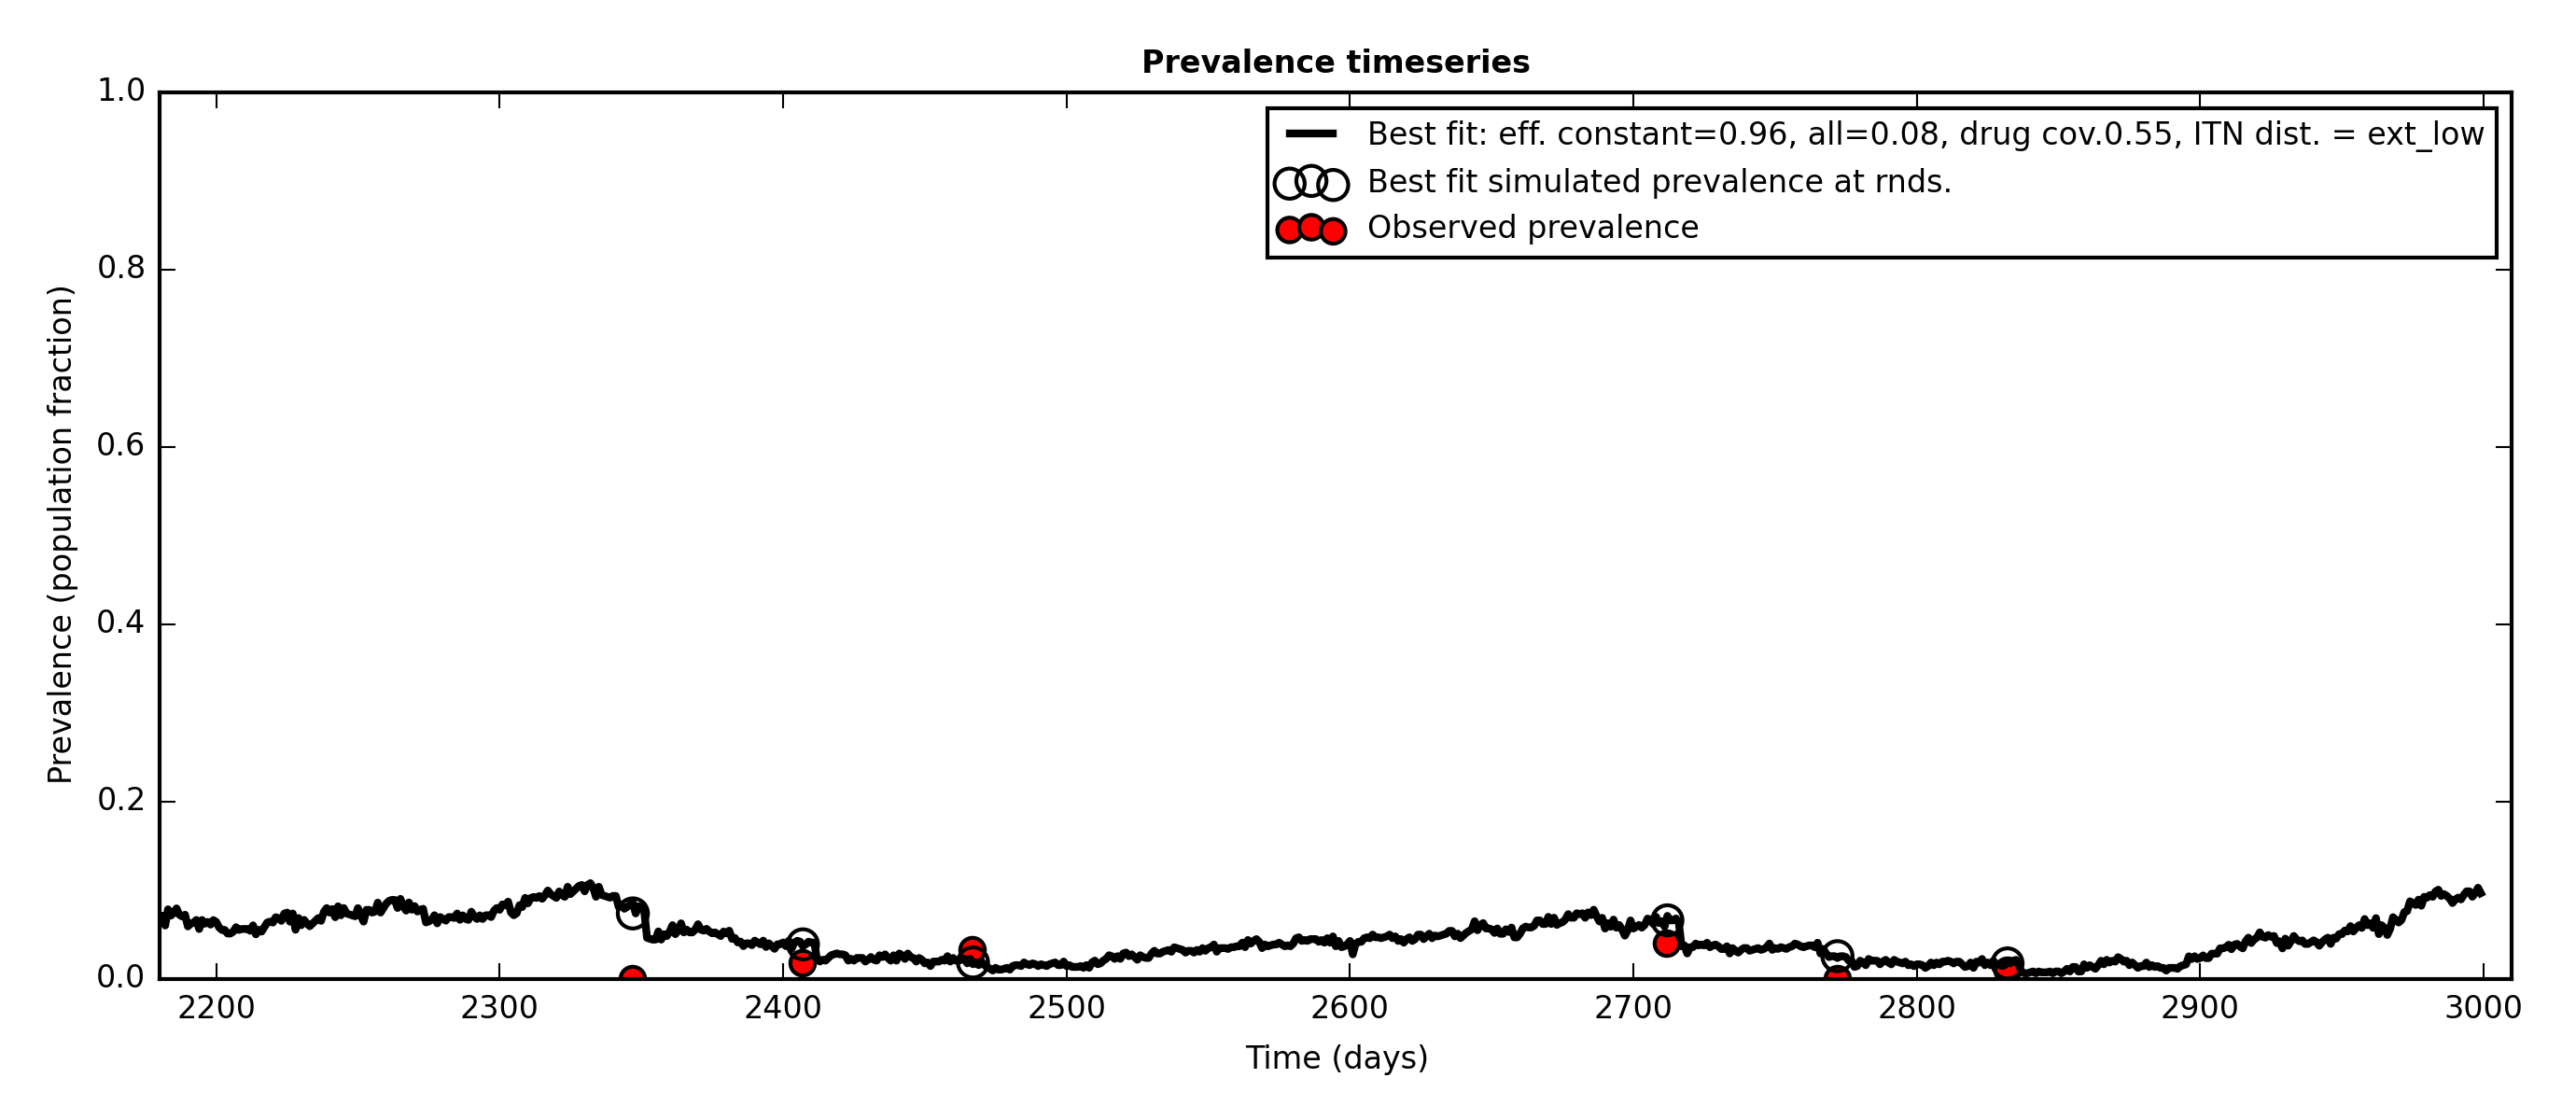 Prevalence timeseries
1.0
0.8
0.6
0.4
0.2
0.0
Prevalence (population fraction)
Best fit: eff. constant=0.96, all=0.08, drug cov.0.55, ITN dist. = ext_low
Best fit simulated prevalence at rnds.
Observed prevalence
2200 2300 2400 2500 2600 2700 2800 2900 3000
Time (days)